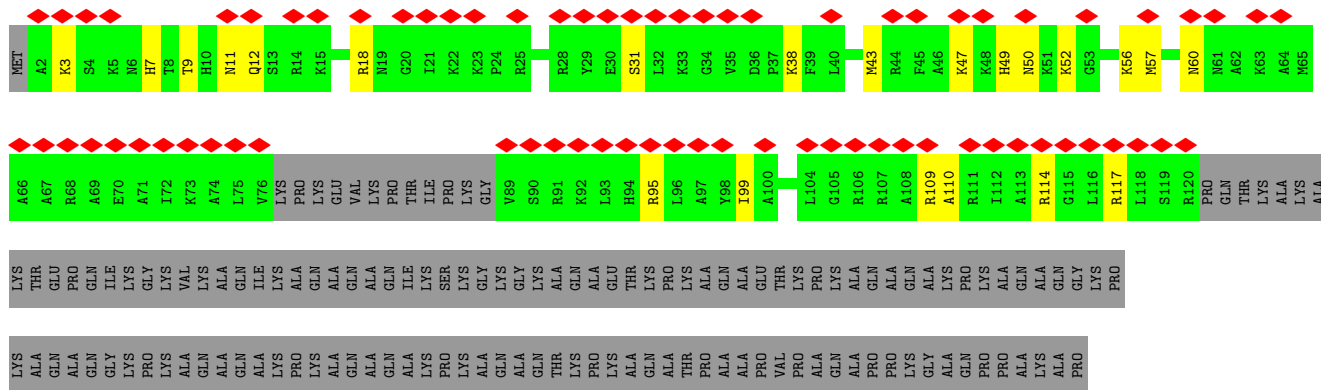 MET A2 K3 S4 K5 N6 H7 T8 T9 H10 N11 Q12 S13 R14 K15 R18 N19 G20 I21 K22 K23 P24 R25 R28 Y29 E30 S31 L32 K33 G34 V35 D36 P37 K38 F39 L40 M43 R44 F45 A46 K47 K48 H49 N50 K51 K52 G53 K56 M57 N60 N61 A62 K63 A64 M65
A66 A67 R68 A69 E70 A71 I72 K73 A74 L75 V76 LYS PRO LYS GLU VAL LYS PRO THR ILE PRO LYS GLY V89 S90 R91 K92 L93 H94 R95 L96 A97 Y98 I99 A100 L104 G105 R106 R107 A108 R109 A110 R111 I112 A113 R114 G115 L116 R117 L118 S119 R120 PRO GLN THR LYS ALA LYS ALA
LYS THR GLU PRO GLN ILE LYS GLY LYS VAL LYS ALA GLN ILE LYS ALA GLN ALA GLN ALA GLN ILE LYS SER LYS GLY LYS GLY LYS ALA GLN ALA GLU THR LYS PRO LYS ALA GLN ALA GLU THR LYS PRO LYS ALA GLN ALA GLN ALA LYS PRO LYS ALA GLN ALA GLN GLY LYS PRO
LYS ALA GLN ALA GLN GLY LYS PRO LYS ALA GLN ALA GLN ALA LYS PRO LYS ALA GLN ALA GLN ALA LYS PRO LYS ALA GLN ALA GLN THR LYS PRO LYS ALA GLN ALA THR PRO ALA ALA PRO VAL PRO ALA GLN ALA PRO PRO LYS GLY ALA GLN PRO PRO ALA LYS ALA PRO